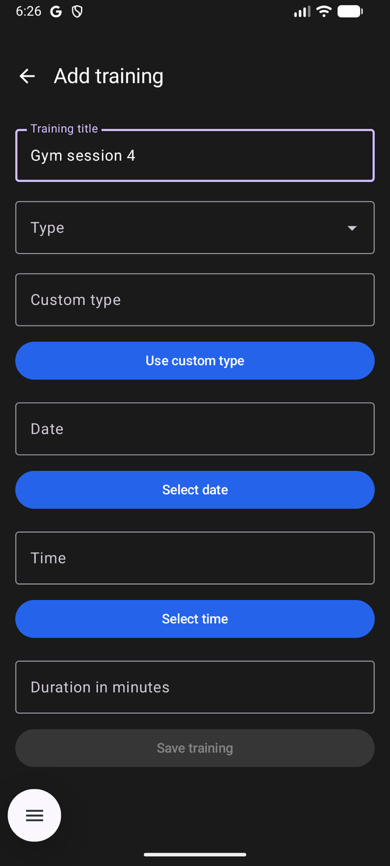 6:26
Add training
Training title
Gym session 4
Type
Custom type
Use custom type
Date
Select date
Time
Select time
Duration in minutes
Save training